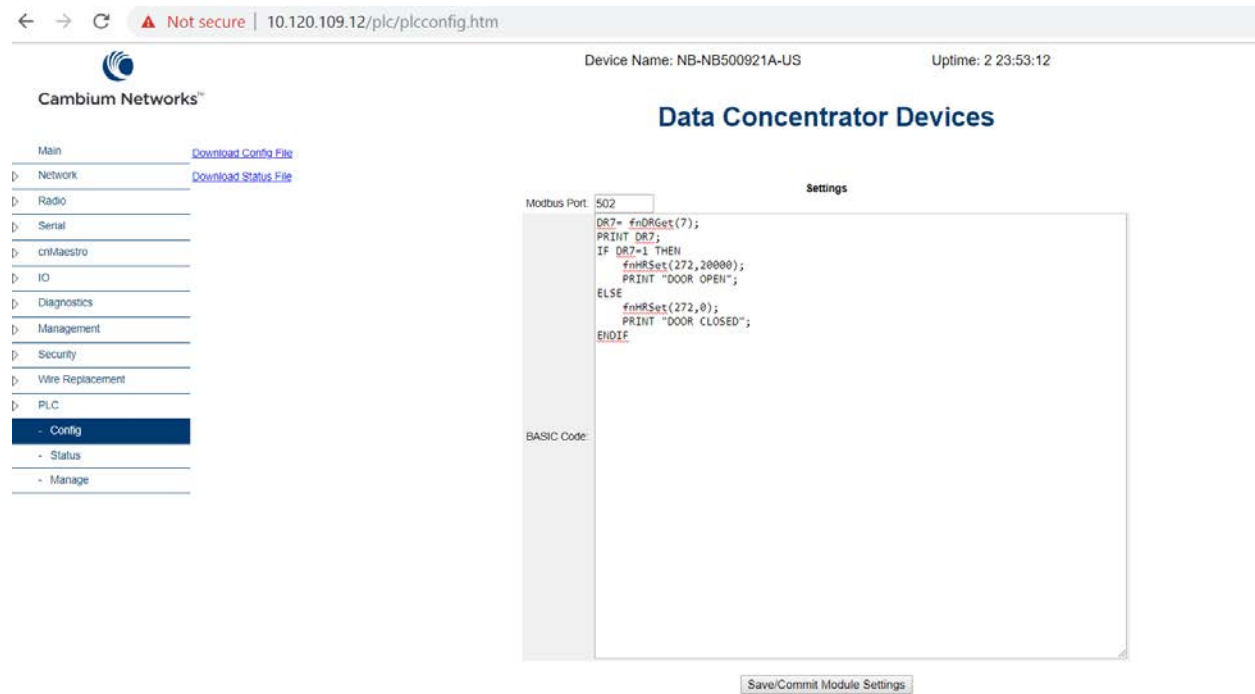 Not secure | 10.120.109.12/plc/plcconfig.htm
Device Name: NB-NB500921A-US
Uptime: 2 23:53:12
Cambium Networks™
Data Concentrator Devices
Main
Network
Radio
Serial
cnMaestro
IO
Diagnostics
Management
Security
Wire Replacement
PLC
- Config
- Status
- Manage
Download Config File
Download Status File
Settings
Modbus Port: 502
BASIC Code:
DR7= fnDRGet(7);
PRINT DR7;
IF DR7=1 THEN
    fnHRSet(272,20000);
    PRINT "DOOR OPEN";
ELSE
    fnHRSet(272,0);
    PRINT "DOOR CLOSED";
ENDIF
Save/Commit Module Settings